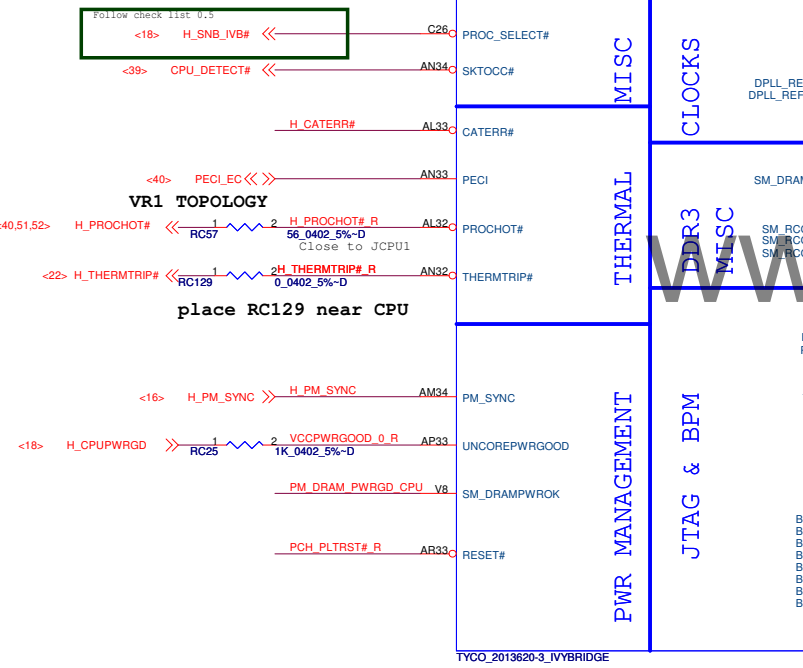 Follow check list 0.5
<18> H_SNB_IVB# C26 PROC_SELECT#
<39> CPU_DETECT# AN34 SKTOCC#
MISC
CLOCKS
DPLL_RE
DPLL_REF
H_CATERR# AL33 CATERR#
<40> PECI_EC AN33 PECI
SM_DRAM
VR1 TOPOLOGY
40,51,52> H_PROCHOT# 1 2 H_PROCHOT#_R AL32 PROCHOT#
RC57 56_0402_5%~D
Close to JCPU1
THERMAL
DDR3
MISC
SM_RCO
SM_RCO
SM_RCO
WW
<22> H_THERMTRIP# 1 2 H_THERMTRIP#_R AN32 THERMTRIP#
RC129 0_0402_5%~D
place RC129 near CPU
<16> H_PM_SYNC H_PM_SYNC AM34 PM_SYNC
<18> H_CPUPWRGD 1 2 VCCPWRGOOD_0_R AP33 UNCOREPWRGOOD
RC25 1K_0402_5%~D
PM_DRAM_PWRGD_CPU V8 SM_DRAMPWROK
PCH_PLTRST#_R AR33 RESET#
PWR MANAGEMENT
JTAG & BPM
B
B
B
B
B
B
B
B
TYCO_2013620-3_IVYBRIDGE